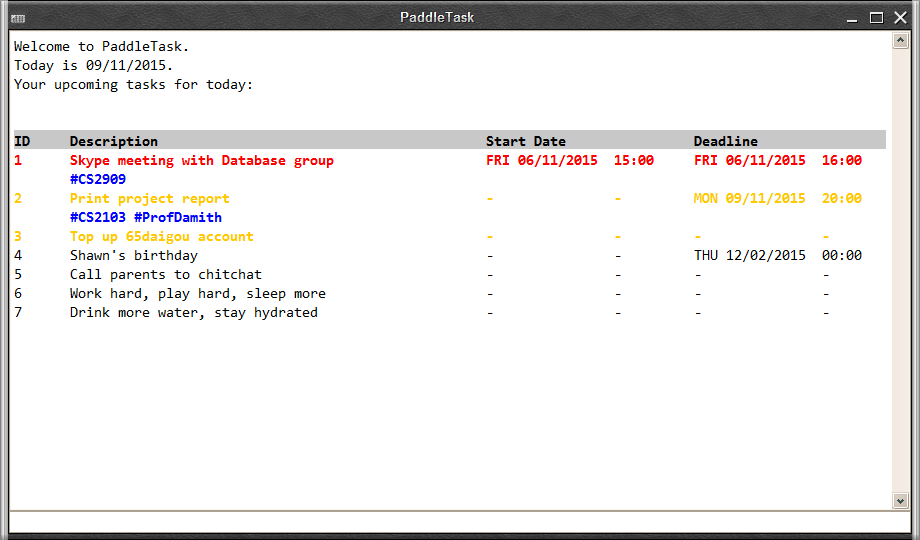 PaddleTask
Welcome to PaddleTask.
Today is 09/11/2015.
Your upcoming tasks for today:
ID Description Start Date Deadline
1 Skype meeting with Database group FRI 06/11/2015 15:00 FRI 06/11/2015 16:00
#CS2909
2 Print project report - - MON 09/11/2015 20:00
#CS2103 #ProfDamith
3 Top up 65daigou account - - - -
4 Shawn's birthday - - THU 12/02/2015 00:00
5 Call parents to chitchat - - - -
6 Work hard, play hard, sleep more - - - -
7 Drink more water, stay hydrated - - - -